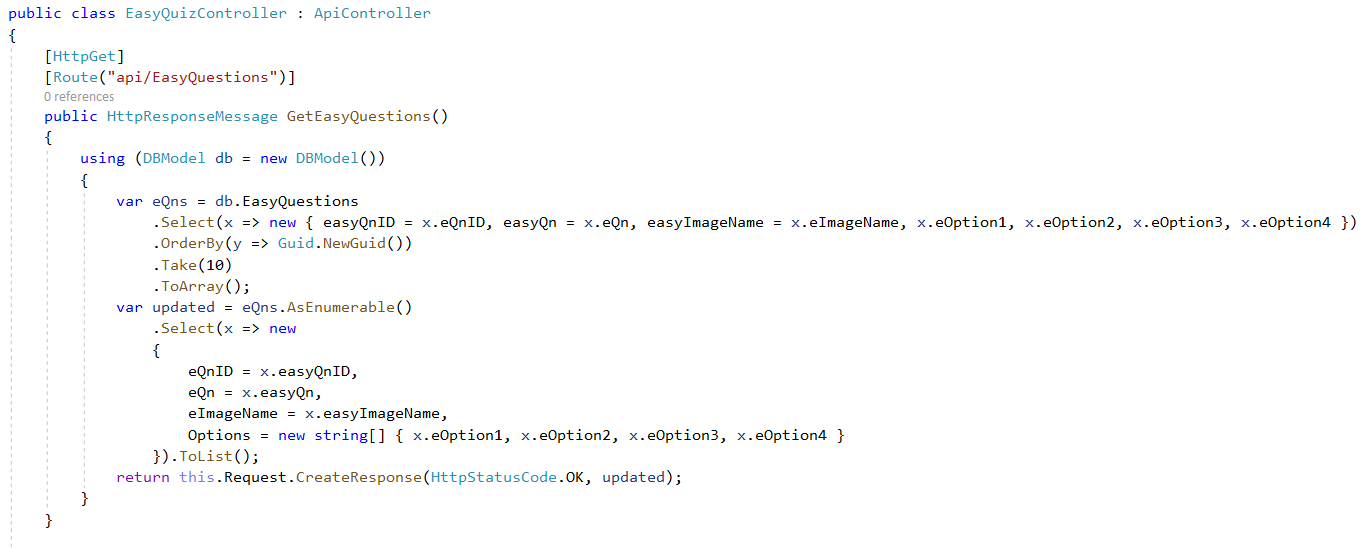 public class EasyQuizController : ApiController
{
[HttpGet]
[Route("api/EasyQuestions")]
0 references
public HttpResponseMessage GetEasyQuestions()
{
using (DBModel db = new DBModel())
{
var eQns = db.EasyQuestions
.Select(x => new { easyQnID = x.eQnID, easyQn = x.eQn, easyImageName = x.eImageName, x.eOption1, x.eOption2, x.eOption3, x.eOption4 })
.OrderBy(y => Guid.NewGuid())
.Take(10)
.ToArray();
var updated = eQns.AsEnumerable()
.Select(x => new
{
eQnID = x.easyQnID,
eQn = x.easyQn,
eImageName = x.easyImageName,
Options = new string[] { x.eOption1, x.eOption2, x.eOption3, x.eOption4 }
}).ToList();
return this.Request.CreateResponse(HttpStatusCode.OK, updated);
}
}